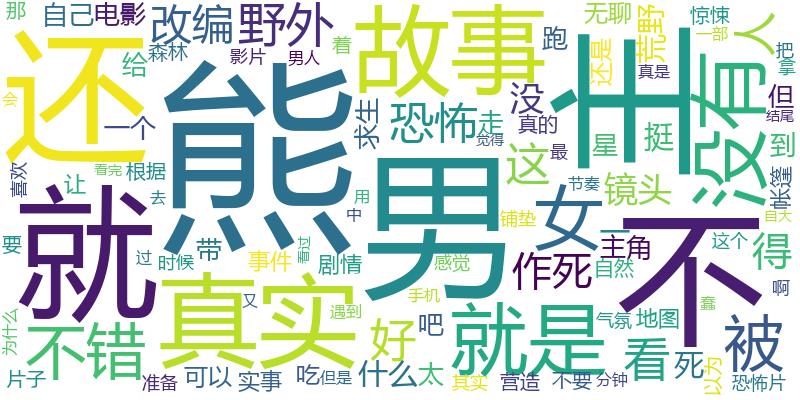 那
自己
电影
改编
野外
着
故事
跑
无聊
惊悚
一部
森林
影片
男人
给
还是
荒野
人
把
拿
真是
还
熊
求生
恐怖
走
没
真的
觉得
最
王
没有
但
结尾
会
一个
喜欢
看完
根据
让
去
用
中
男
这
星
挺
到
帐篷
节奏
镜头
铺垫
女
一
主角
自大
得
这个
啊
就
要
过
时候
带
事件
看过
剧情
感觉
作死
自然
不
蠢
为什么
不错
真实
又
遇到
手机
好
吧
就是
气氛
地图
看
死
以为
被
片子
准备
可以
实事
吃
但是
什么
太
其实
营造
不要
分钟
恐怖片